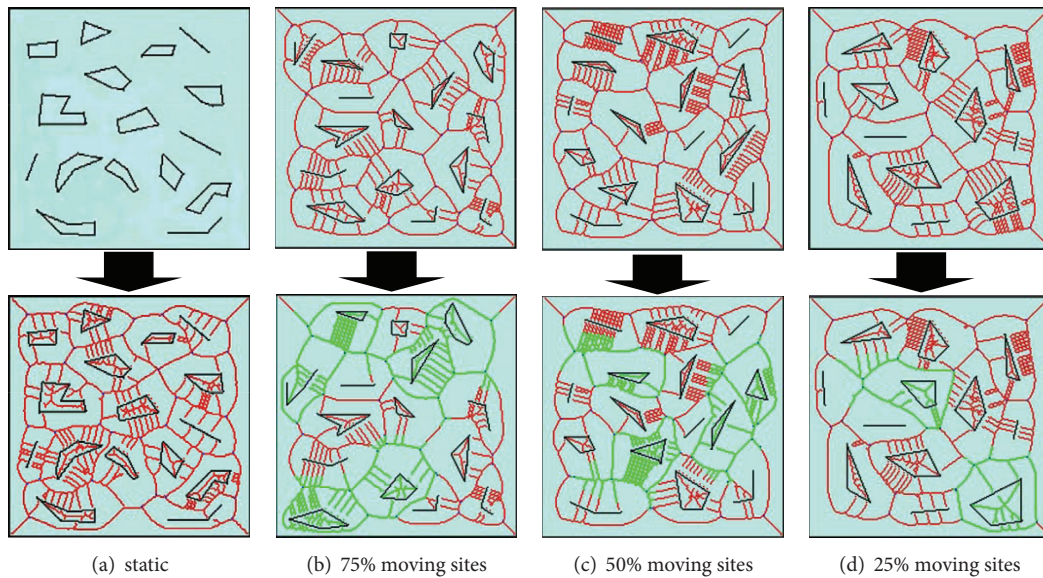 (a) static
(b) 75% moving sites
(c) 50% moving sites
(d) 25% moving sites